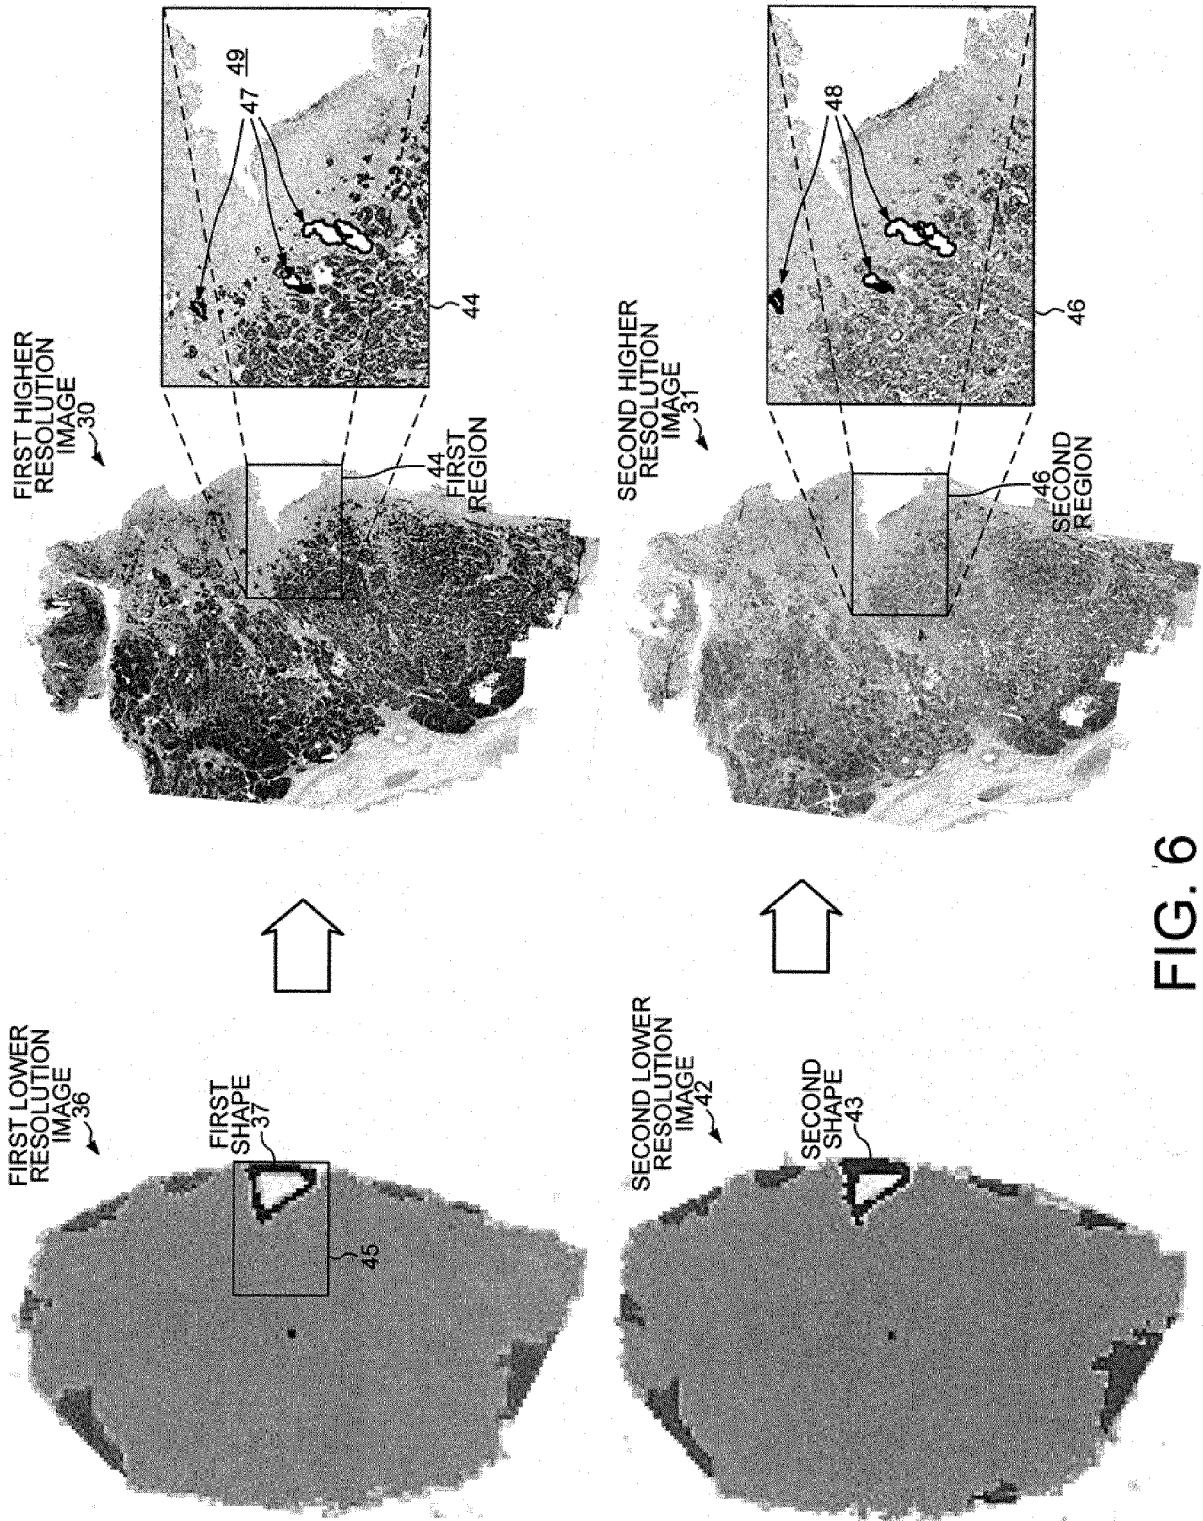 FIRST LOWER
RESOLUTION
IMAGE
36
FIRST
SHAPE
37
45
FIRST HIGHER
RESOLUTION
IMAGE
30
44
FIRST
REGION
44
47
49
SECOND LOWER
RESOLUTION
IMAGE
42
SECOND
SHAPE
43
SECOND HIGHER
RESOLUTION
IMAGE
31
46
SECOND
REGION
46
48
FIG. 6